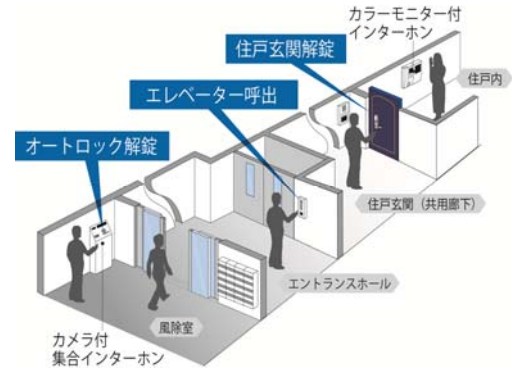 カラーモニター付
インターホン
住戸玄関解錠
住戸内
エレベーター呼出
オートロック解錠
住戸玄関（共用廊下）
エントランスホール
風除室
カメラ付
集合インターホン